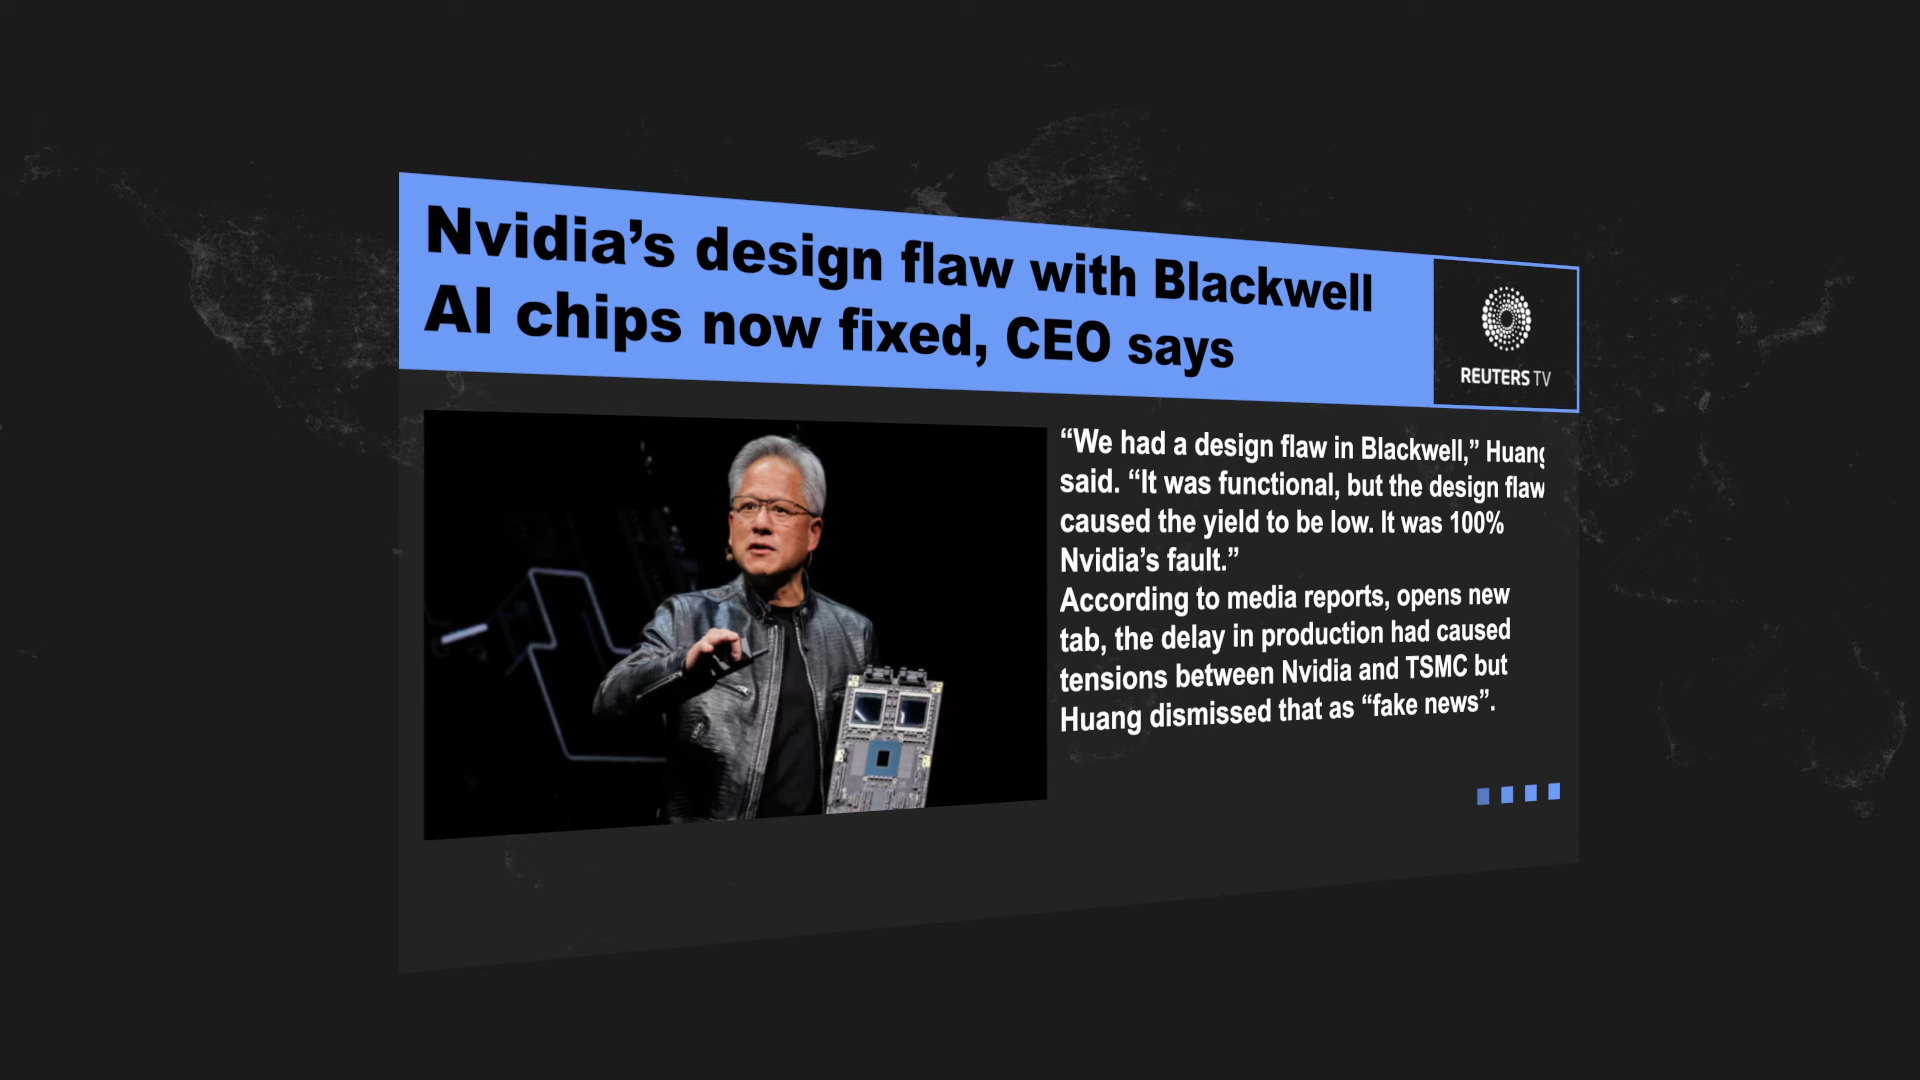 Nvidia’s design flaw with Blackwell
AI chips now fixed, CEO says
REUTERS TV
“We had a design flaw in Blackwell,” Huang
said. “It was functional, but the design flaw
caused the yield to be low. It was 100%
Nvidia’s fault.”
According to media reports, opens new
tab, the delay in production had caused
tensions between Nvidia and TSMC but
Huang dismissed that as “fake news”.